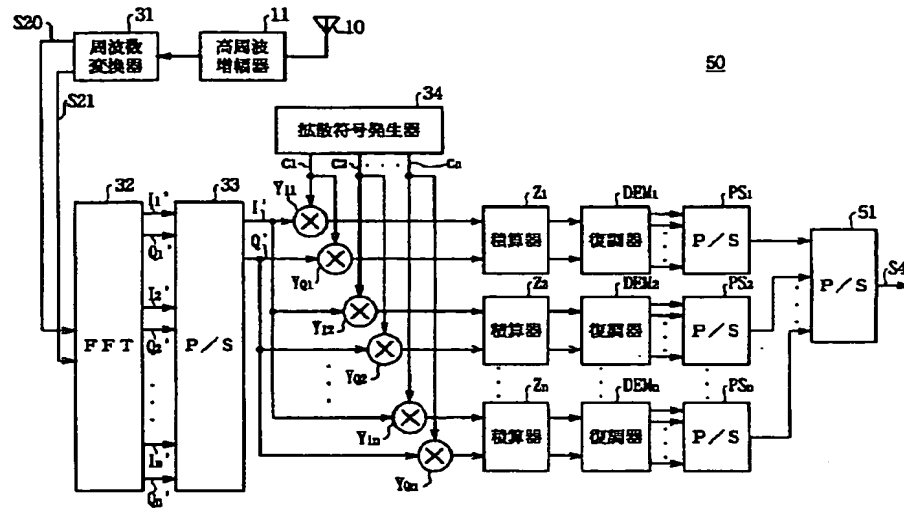 S20
31
11
10
周波数
変換器
高周波
増幅器
50
S21
34
拡散符号発生器
C1
C2
Cn
32
33
I1'
Q1'
I2'
Q2'
In'
Qn'
FFT
P/S
I'
Q'
Y11
YQ1
Y12
YQ2
Y1n
YQn
Z1
積算器
DEM1
復調器
PS1
P/S
Z2
積算器
DEM2
復調器
PS2
P/S
Zn
積算器
DEMn
復調器
PSn
P/S
51
P/S